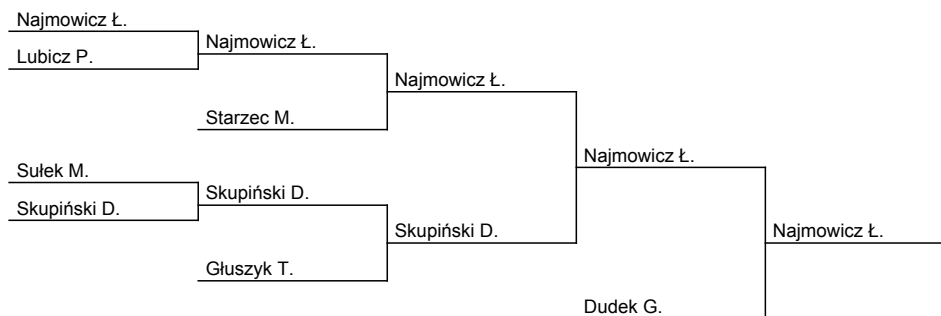 Najmowicz Ł.
Lubicz P.
Najmowicz Ł.
Starzec M.
Najmowicz Ł.
Sułek M.
Skupiński D.
Skupiński D.
Głuszyk T.
Skupiński D.
Najmowicz Ł.
Dudek G.
Najmowicz Ł.